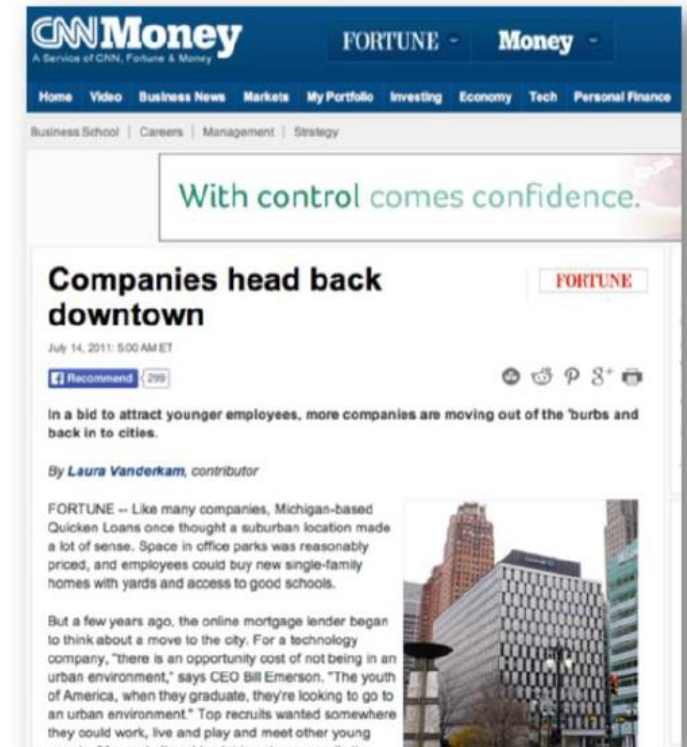 CNNMoney
A Service of CNN, Fortune & Money
FORTUNE
Money
Home Video Business News Markets My Portfolio Investing Economy Tech Personal Finance
Business School | Careers | Management | Strategy
With control comes confidence.
Companies head back
downtown
FORTUNE
July 14, 2011: 5:00 AM ET
Recommend 299
In a bid to attract younger employees, more companies are moving out of the 'burbs and
back in to cities.
By Laura Vanderkam, contributor
FORTUNE -- Like many companies, Michigan-based
Quicken Loans once thought a suburban location made
a lot of sense. Space in office parks was reasonably
priced, and employees could buy new single-family
homes with yards and access to good schools.
But a few years ago, the online mortgage lender began
to think about a move to the city. For a technology
company, "there is an opportunity cost of not being in an
urban environment," says CEO Bill Emerson. "The youth
of America, when they graduate, they're looking to go to
an urban environment." Top recruits wanted somewhere
they could work, live and play and meet other young